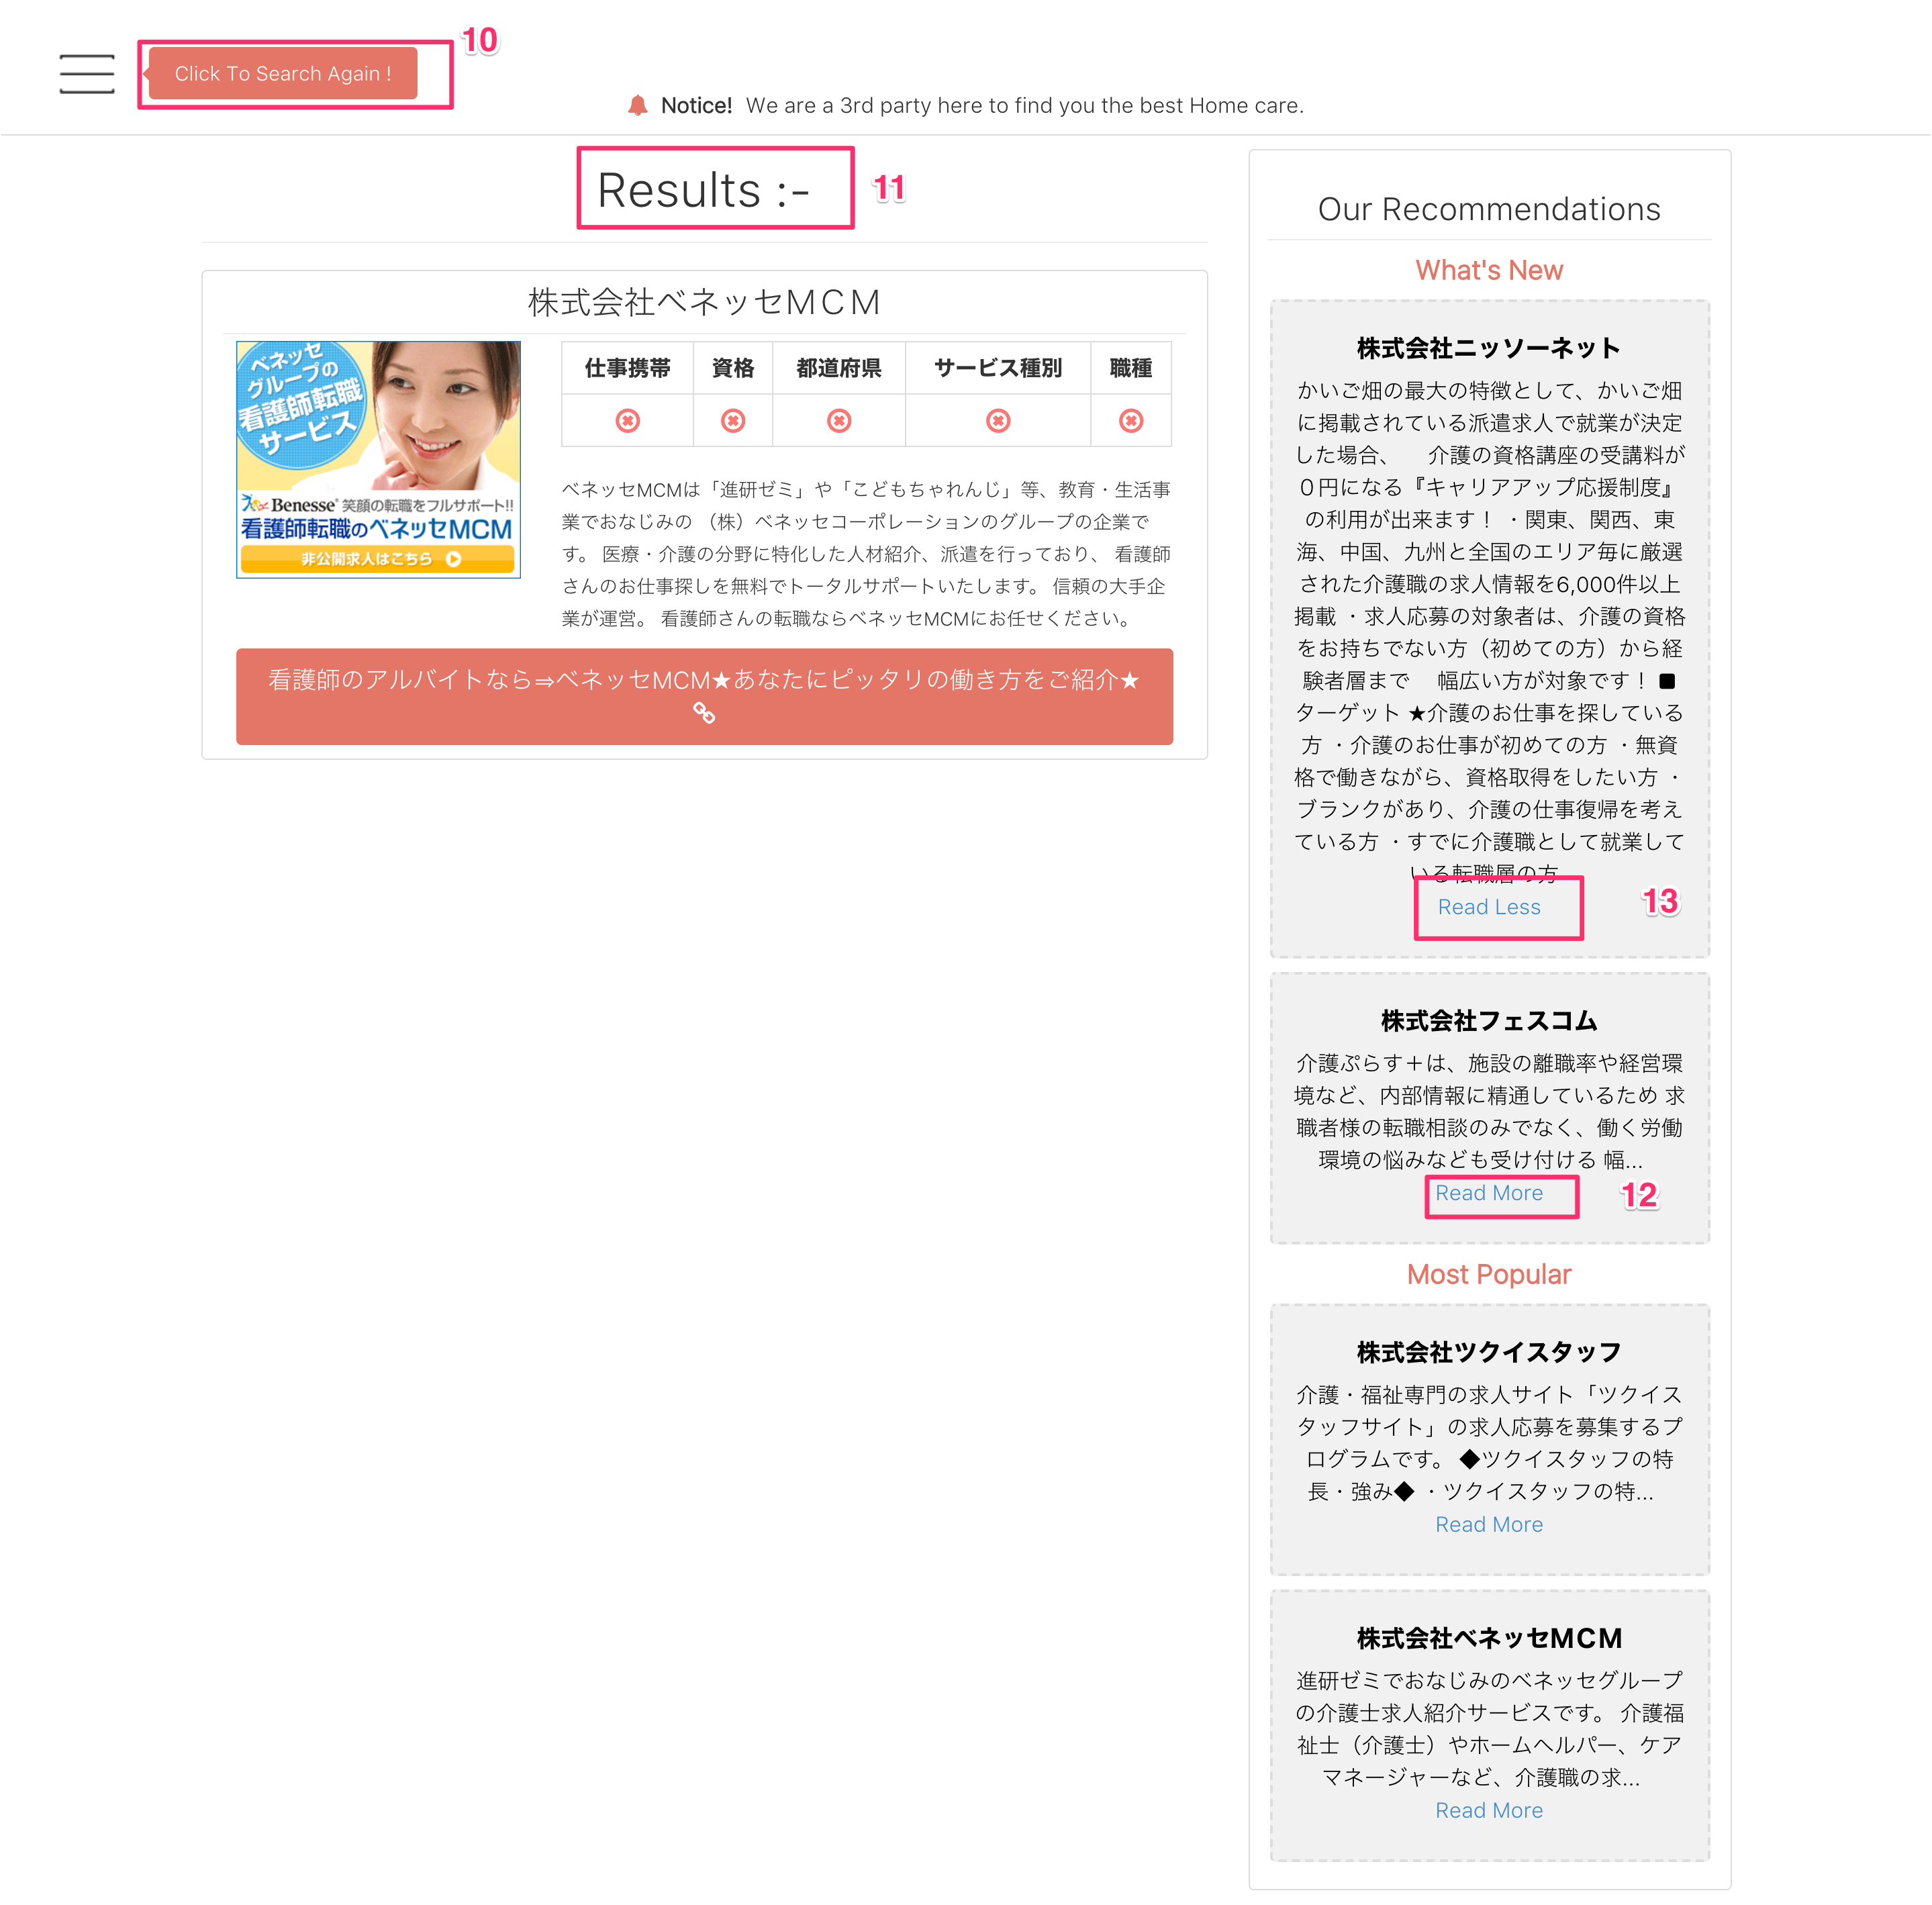 10
Click To Search Again !
Notice! We are a 3rd party here to find you the best Home care.
Results :-
11
株式会社ベネッセＭＣＭ
ベネッセ
グループの
看護師転職
サービス
Benesse® 笑顔の転職をフルサポート!!
看護師転職のベネッセMCM
非公開求人はこちら
仕事携帯 資格 都道府県 サービス種別 職種
ベネッセMCMは「進研ゼミ」や「こどもちゃれんじ」等、教育・生活事
業でおなじみの （株）ベネッセコーポレーションのグループの企業で
す。 医療・介護の分野に特化した人材紹介、派遣を行っており、 看護師
さんのお仕事探しを無料でトータルサポートいたします。 信頼の大手企
業が運営。 看護師さんの転職ならベネッセMCMにお任せください。
看護師のアルバイトなら⇒ベネッセMCM★あなたにピッタリの働き方をご紹介★
Our Recommendations
What's New
株式会社ニッソーネット
かいご畑の最大の特徴として、かいご畑
に掲載されている派遣求人で就業が決定
した場合、　介護の資格講座の受講料が
０円になる『キャリアアップ応援制度』
の利用が出来ます！ ・関東、関西、東
海、中国、九州と全国のエリア毎に厳選
された介護職の求人情報を6,000件以上
掲載 ・求人応募の対象者は、介護の資格
をお持ちでない方（初めての方）から経
験者層まで　幅広い方が対象です！ ■
ターゲット ★介護のお仕事を探している
方 ・介護のお仕事が初めての方 ・無資
格で働きながら、資格取得をしたい方 ・
ブランクがあり、介護の仕事復帰を考え
ている方 ・すでに介護職として就業して
いる転職層の方
Read Less
13
株式会社フェスコム
介護ぷらす＋は、施設の離職率や経営環
境など、内部情報に精通しているため 求
職者様の転職相談のみでなく、働く労働
環境の悩みなども受け付ける 幅...
Read More
12
Most Popular
株式会社ツクイスタッフ
介護・福祉専門の求人サイト「ツクイス
タッフサイト」の求人応募を募集するプ
ログラムです。 ◆ツクイスタッフの特
長・強み◆ ・ツクイスタッフの特...
Read More
株式会社ベネッセＭＣＭ
進研ゼミでおなじみのベネッセグループ
の介護士求人紹介サービスです。 介護福
祉士（介護士）やホームヘルパー、ケア
マネージャーなど、介護職の求...
Read More